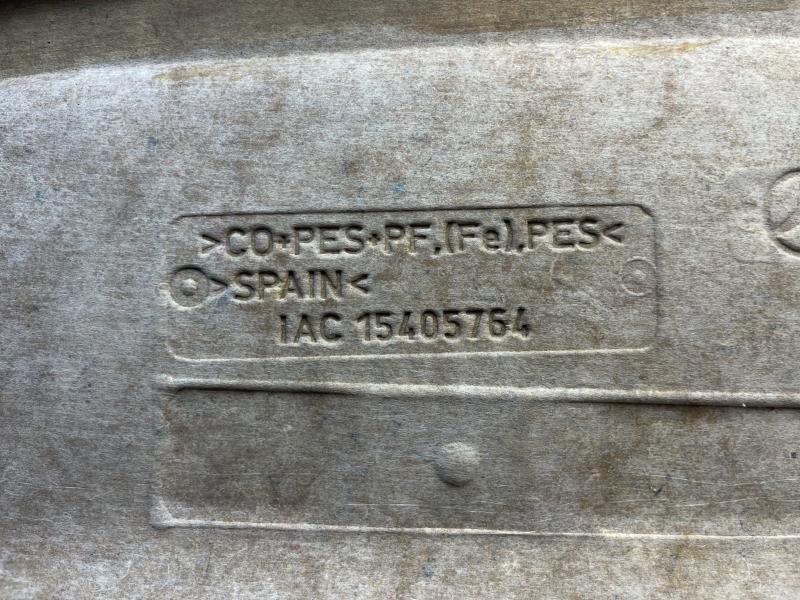 >CO+PES+PF,(Fe),PES<
>SPAIN<
IAC 15405764